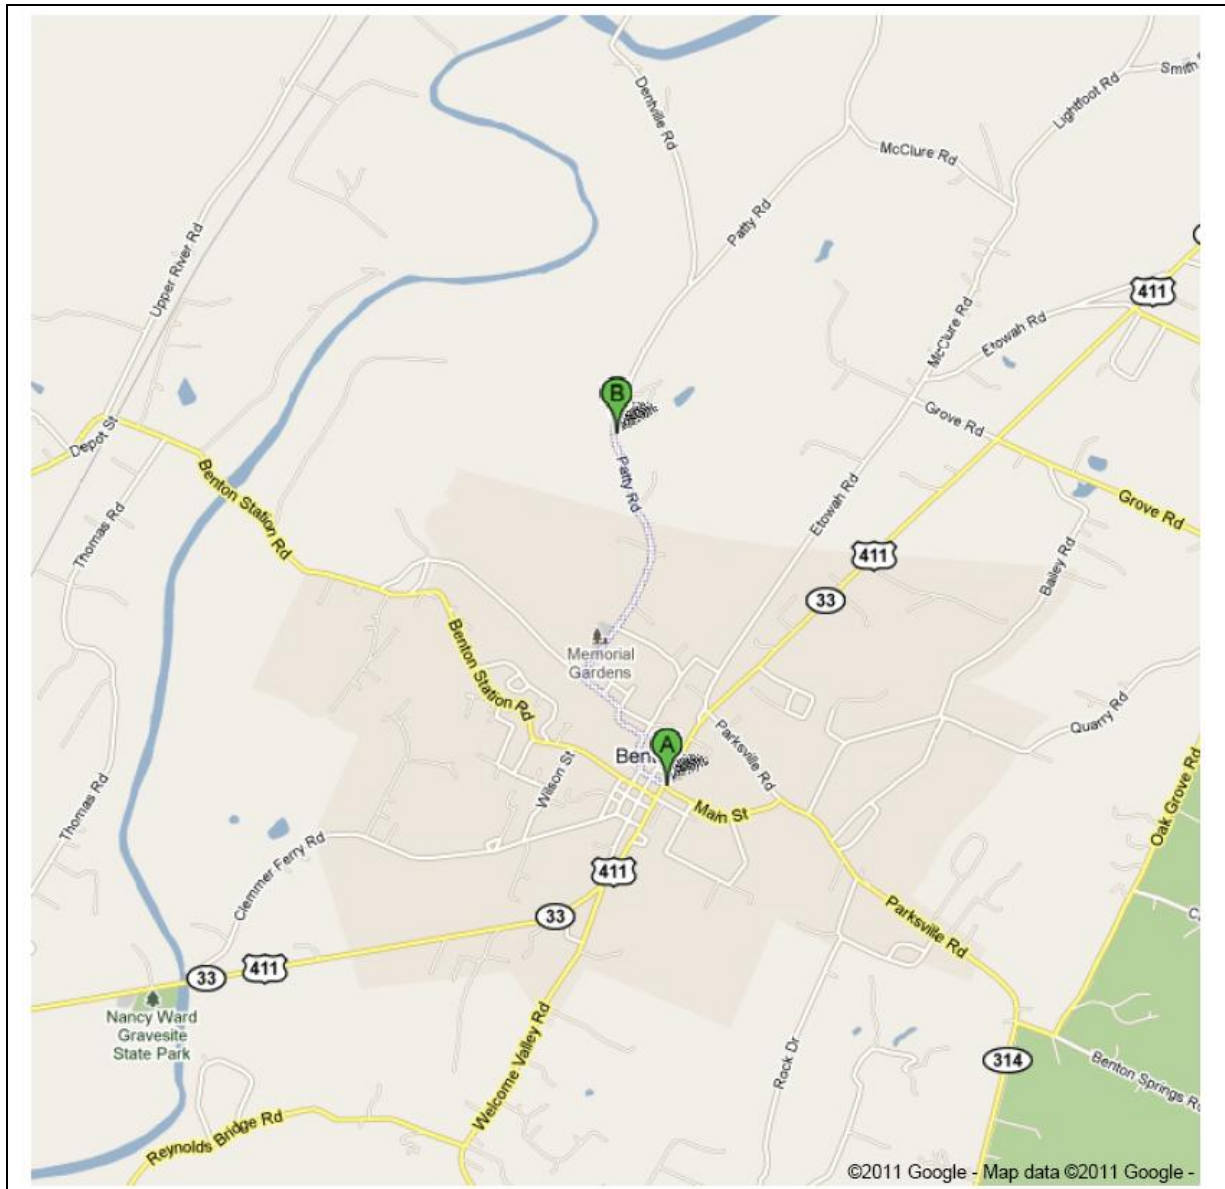 Smith
Lightfoot Rd
Dentville Rd
McClure Rd
Patty Rd
Upper River Rd
411
McClure Rd
Etowah Rd
B
Grove Rd
Depot St
Patty Rd
Benton Station Rd
Etowah Rd
Grove Rd
Thomas Rd
411
Bailey Rd
33
Benton Station Rd
Memorial
Gardens
Quarry Rd
Parksville Rd
A
Wilson St
Thomas Rd
Main St
Oak Grove Rd
Clemmer Ferry Rd
411
33
Parksville Rd
33
411
Nancy Ward
Gravesite
State Park
Welcome Valley Rd
Rock Dr
314
Benton Springs
Reynolds Bridge Rd
©2011 Google - Map data ©2011 Google -